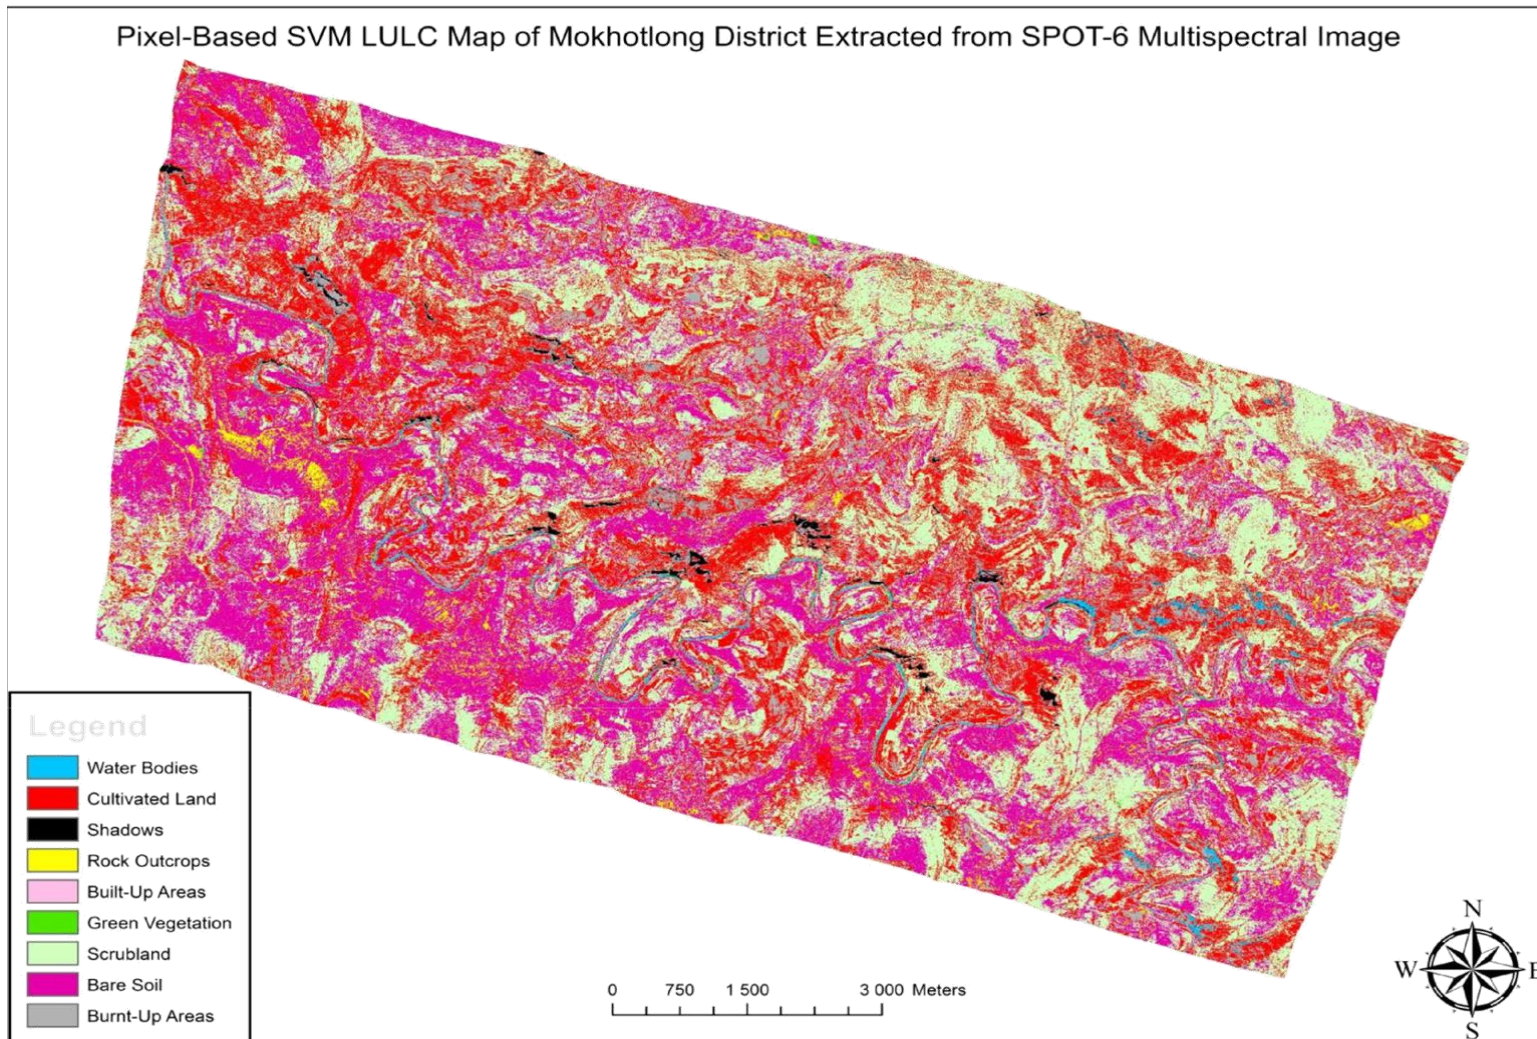 Pixel-Based SVM LULC Map of Mokhotlong District Extracted from SPOT-6 Multispectral Image
Legend
Water Bodies
Cultivated Land
Shadows
Rock Outcrops
Built-Up Areas
Green Vegetation
Scrubland
Bare Soil
Burnt-Up Areas
0 750 1 500 3 000 Meters
N
W E
S